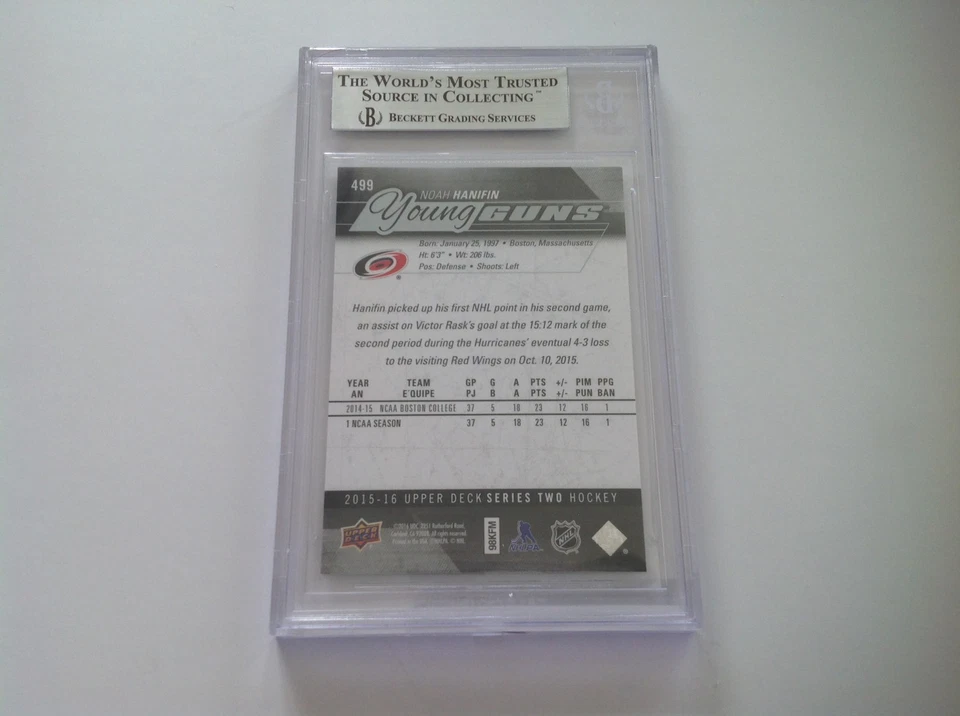 THE WORLD'S MOST TRUSTED
SOURCE IN COLLECTING™
B BECKETT GRADING SERVICES
499
NOAH HANIFIN
Young GUNS
Born: January 25, 1997 • Boston, Massachusetts
Ht: 6'3" • Wt: 206 lbs.
Pos: Defense • Shoots: Left
Hanifin picked up his first NHL point in his second game,
an assist on Victor Rask's goal at the 15:12 mark of the
second period during the Hurricanes' eventual 4-3 loss
to the visiting Red Wings on Oct. 10, 2015.
YEAR TEAM GP G A PTS +/- PIM PPG
AN E´QUIPE PJ B A PTS +/- PUN BAN
2014-15 NCAA BOSTON COLLEGE 37 5 18 23 12 16 1
1 NCAA SEASON 37 5 18 23 12 16 1
2015-16 UPPER DECK SERIES TWO HOCKEY
UPPER DECK
98KFM
NHLPA
NHL